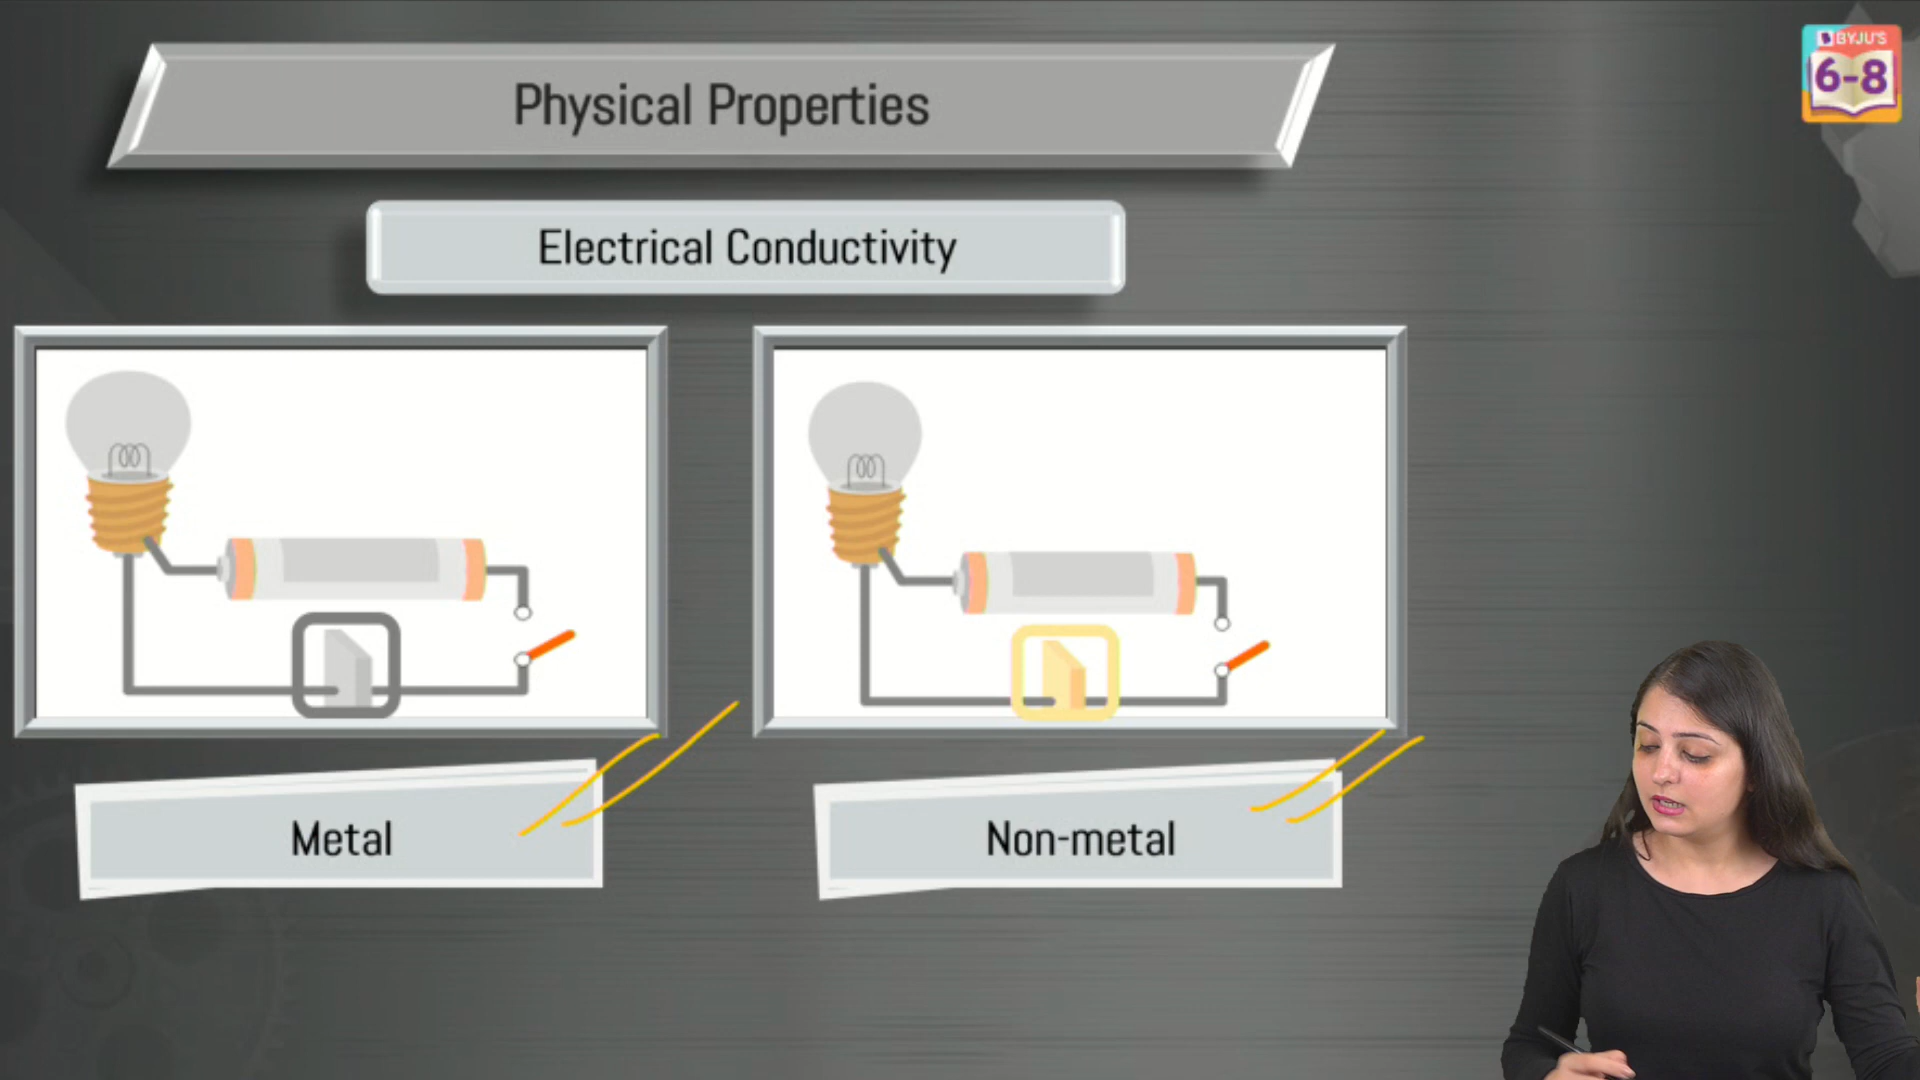 Physical Properties
BYJU'S
6-8
Electrical Conductivity
Metal
Non-metal